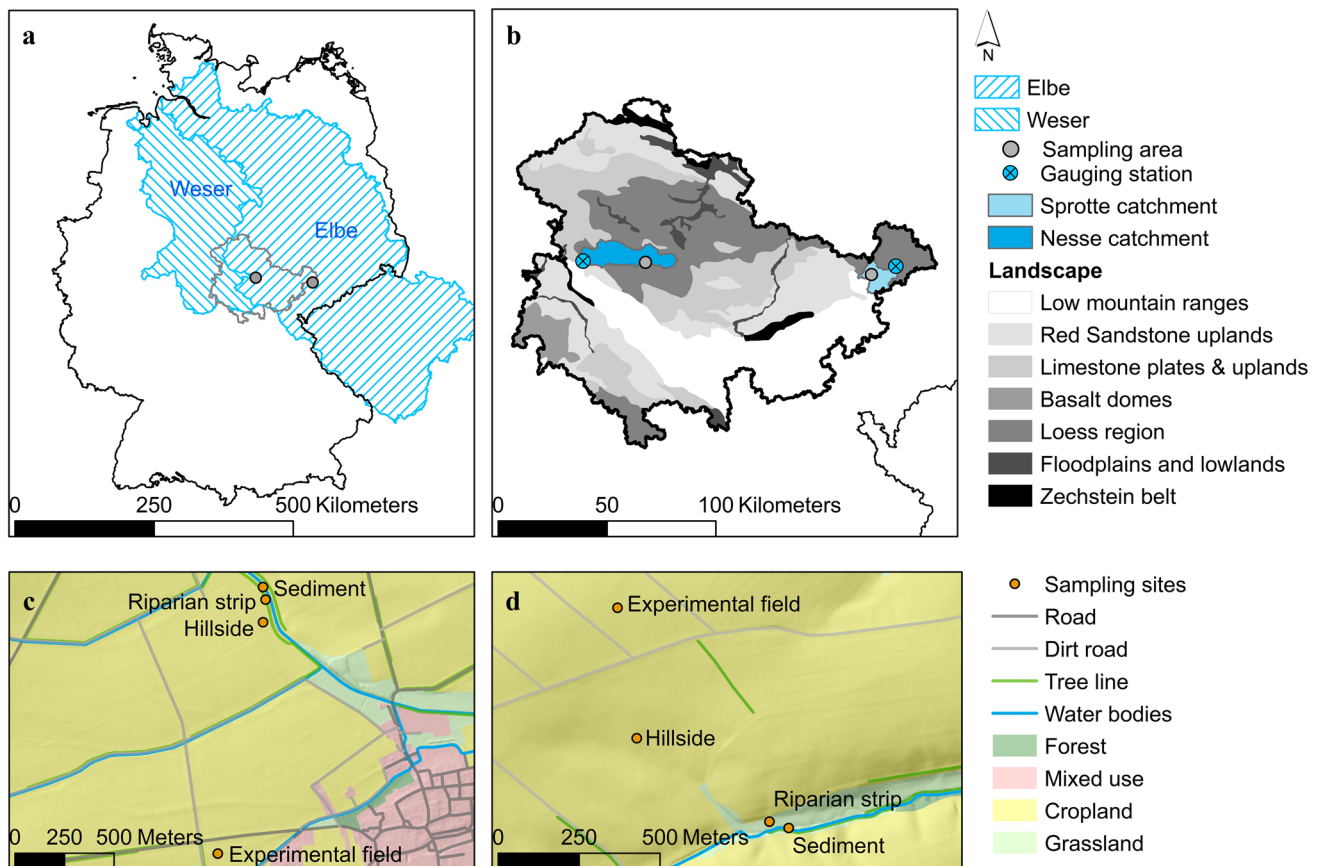 a
Weser
Elbe
0 250 500 Kilometers
b
0 50 100 Kilometers
N
Elbe
Weser
Sampling area
Gauging station
Sprotte catchment
Nesse catchment
Landscape
Low mountain ranges
Red Sandstone uplands
Limestone plates & uplands
Basalt domes
Loess region
Floodplains and lowlands
Zechstein belt
c
Sediment
Riparian strip
Hillside
0 250 500 Meters
Experimental field
d
Experimental field
Hillside
Riparian strip
0 250 500 Meters
Sediment
Sampling sites
Road
Dirt road
Tree line
Water bodies
Forest
Mixed use
Cropland
Grassland